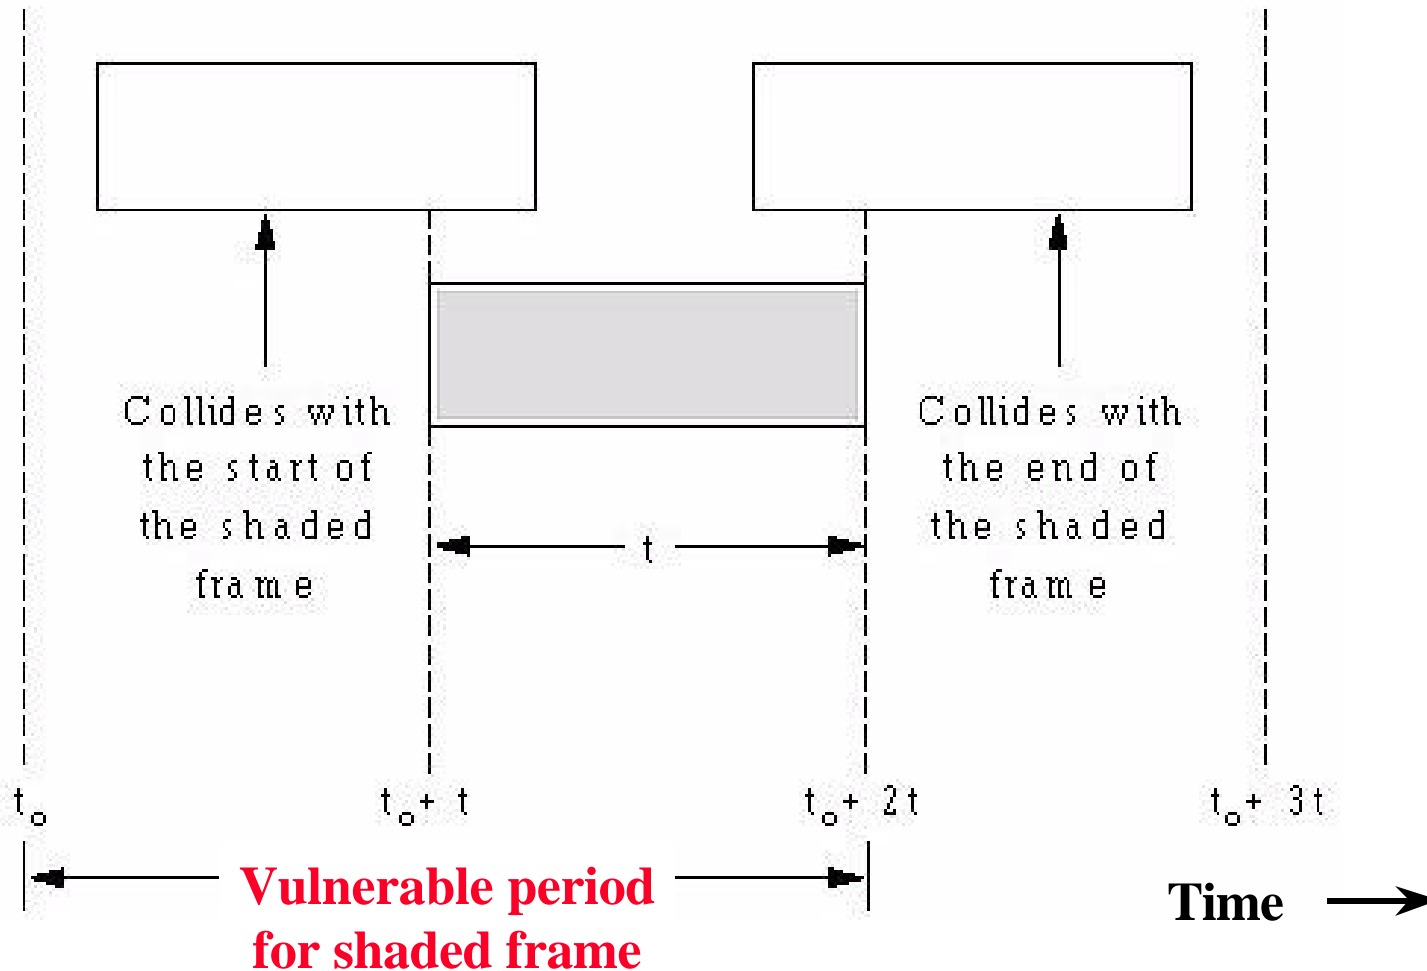 Collides with
the start of
the shaded
frame
Collides with
the end of
the shaded
frame
t
to
to+ t
to+ 2t
to+ 3t
Vulnerable period
for shaded frame
Time